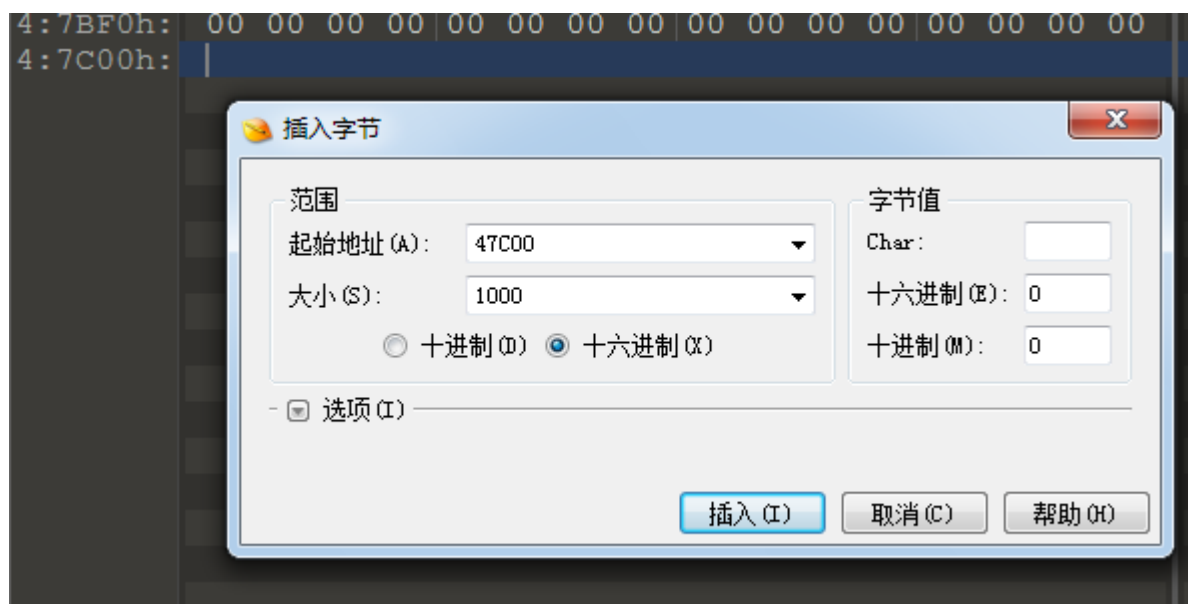 4:7BF0h: 00 00 00 00 00 00 00 00 00 00 00 00 00 00 00 00
4:7C00h:
插入字节
范围
起始地址(A): 47C00
大小(S): 1000
十进制(D) 十六进制(X)
字节值
Char:
十六进制(E): 0
十进制(M): 0
选项(I)
插入(I) 取消(C) 帮助(H)